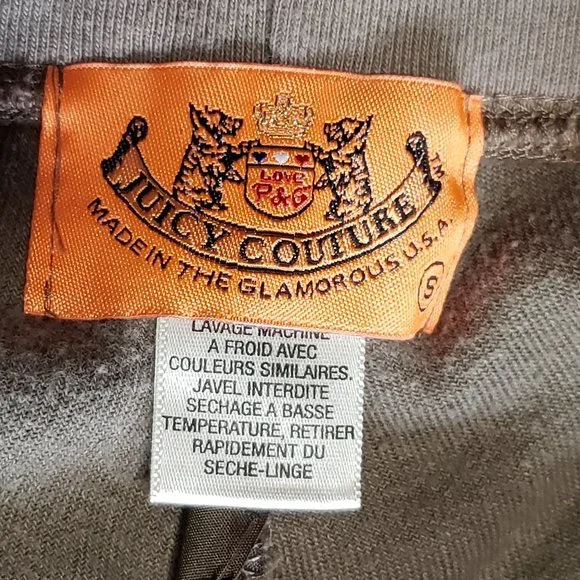 LOVE
P&G
JUICY COUTURE
TM
MADE IN THE GLAMOROUS U.S.A.
S
LAVAGE MACHINE
A FROID AVEC
COULEURS SIMILAIRES.
JAVEL INTERDITE
SECHAGE A BASSE
TEMPERATURE, RETIRER
RAPIDEMENT DU
SECHE-LINGE